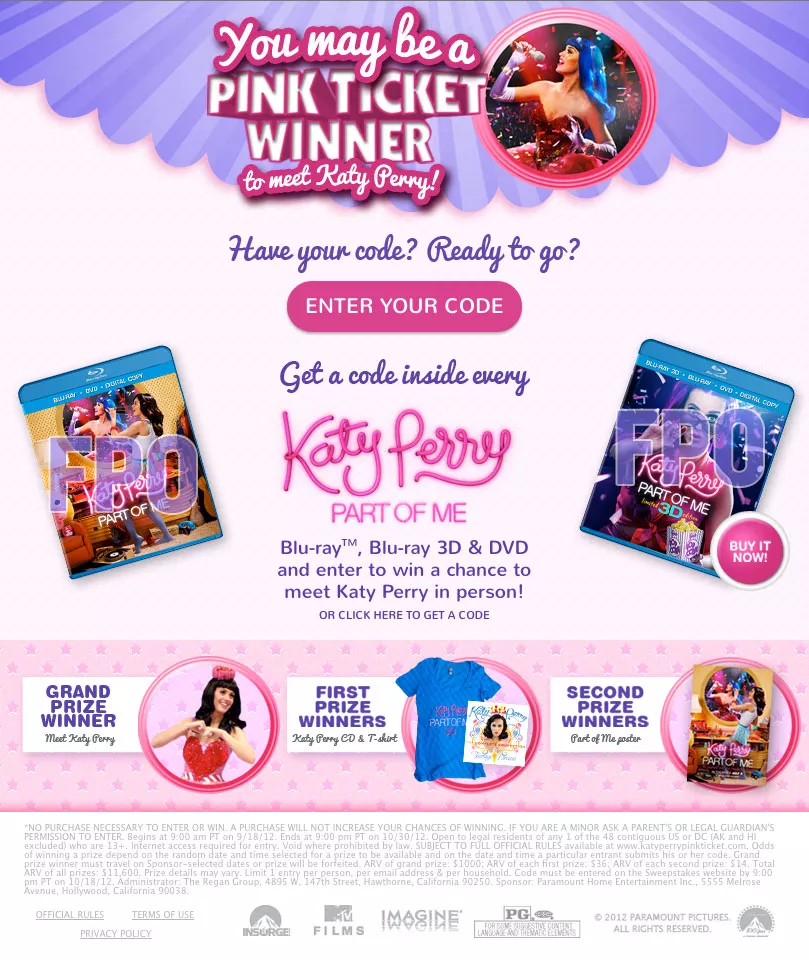 You may be a
PINK TICKET
WINNER
to meet Katy Perry!
Have your code? Ready to go?
ENTER YOUR CODE
Get a code inside every
Katy Perry
PART OF ME
Blu-ray™, Blu-ray 3D & DVD
and enter to win a chance to
meet Katy Perry in person!
OR CLICK HERE TO GET A CODE
BLU-RAY • DVD • DIGITAL COPY
FPO
Katy Perry
PART OF ME
BLU-RAY 3D • BLU-RAY • DVD • DIGITAL COPY
FPO
Katy Perry
PART OF ME
limited 3D edition
BUY IT
NOW!
GRAND
PRIZE
WINNER
Meet Katy Perry
FIRST
PRIZE
WINNERS
Katy Perry CD & T-shirt
Katy Perry
SECOND
PRIZE
WINNERS
Part of Me poster
Katy Perry
PART OF ME
*NO PURCHASE NECESSARY TO ENTER OR WIN. A PURCHASE WILL NOT INCREASE YOUR CHANCES OF WINNING. IF YOU ARE A MINOR ASK A PARENT'S OR LEGAL GUARDIAN'S
PERMISSION TO ENTER. Begins at 9:00 am PT on 9/18/12. Ends at 9:00 pm PT on 10/30/12. Open to legal residents of any 1 of the 48 contiguous US or DC (AK and HI
excluded) who are 13+. Internet access required for entry. Void where prohibited by law. SUBJECT TO FULL OFFICIAL RULES available at www.katyperrypinkticket.com. Odds
of winning a prize depend on the random date and time selected for a prize to be available and on the date and time a particular entrant submits his or her code. Grand
prize winner must travel on Sponsor-selected dates or prize will be forfeited. ARV of grand prize: $1000; ARV of each first prize: $36; ARV of each second prize: $14. Total
ARV of all prizes: $11,600. Prize details may vary. Limit 1 entry per person, per email address & per household. Code must be entered on the Sweepstakes website by 9:00
pm PT on 10/18/12. Administrator: The Regan Group, 4895 W. 147th Street, Hawthorne, California 90250. Sponsor: Paramount Home Entertainment Inc., 5555 Melrose
Avenue, Hollywood, California 90038.
OFFICIAL RULES
TERMS OF USE
PRIVACY POLICY
INSURGE
MTV
FILMS
IMAGINE
PG
FOR SOME SUGGESTIVE CONTENT,
LANGUAGE AND THEMATIC ELEMENTS
© 2012 PARAMOUNT PICTURES.
ALL RIGHTS RESERVED.